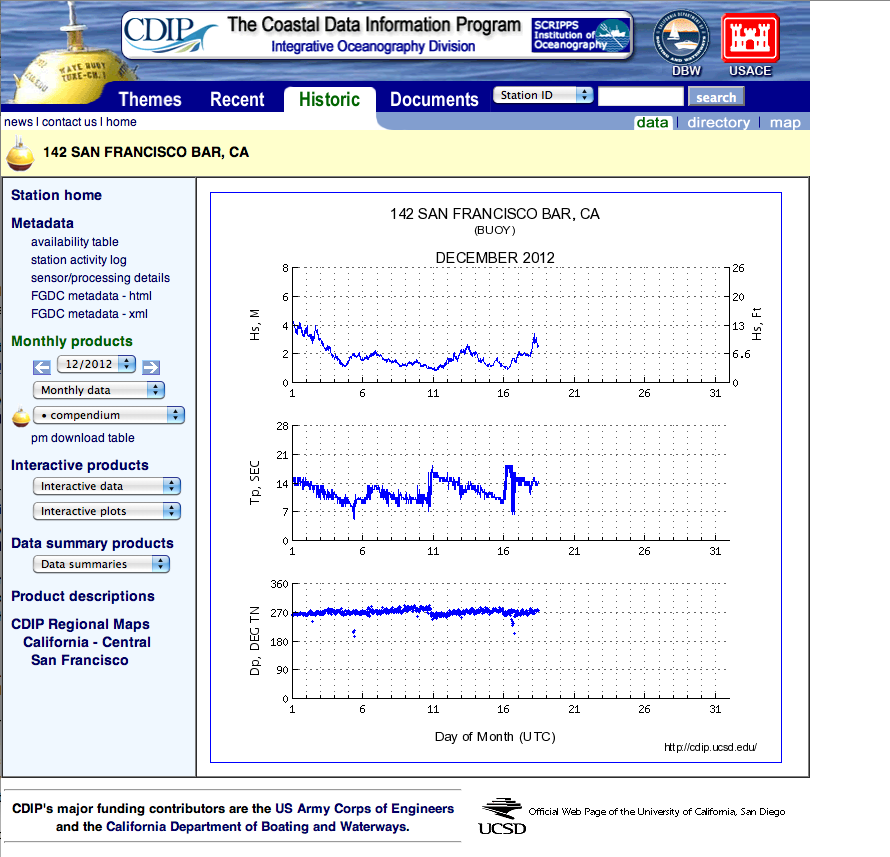 CDIP
The Coastal Data Information Program
Integrative Oceanography Division
SCRIPPS
Institution of
Oceanography
DBW
USACE
WAVE BUOY
Themes Recent Historic Documents Station ID search
news | contact us | home
data | directory | map
142 SAN FRANCISCO BAR, CA
Station home
Metadata
availability table
station activity log
sensor/processing details
FGDC metadata - html
FGDC metadata - xml
Monthly products
12/2012
Monthly data
• compendium
pm download table
Interactive products
Interactive data
Interactive plots
Data summary products
Data summaries
Product descriptions
CDIP Regional Maps
California - Central
San Francisco
142 SAN FRANCISCO BAR, CA
(BUOY)
DECEMBER 2012
8 26
6 20
4 13
2 6.6
0 0
Hs, M
Hs, Ft
1 6 11 16 21 26 31
28
21
14
7
0
Tp, SEC
1 6 11 16 21 26 31
360
270
180
90
0
Dp, DEG TN
1 6 11 16 21 26 31
Day of Month (UTC)
http://cdip.ucsd.edu/
CDIP's major funding contributors are the US Army Corps of Engineers
and the California Department of Boating and Waterways.
UCSD
Official Web Page of the University of California, San Diego